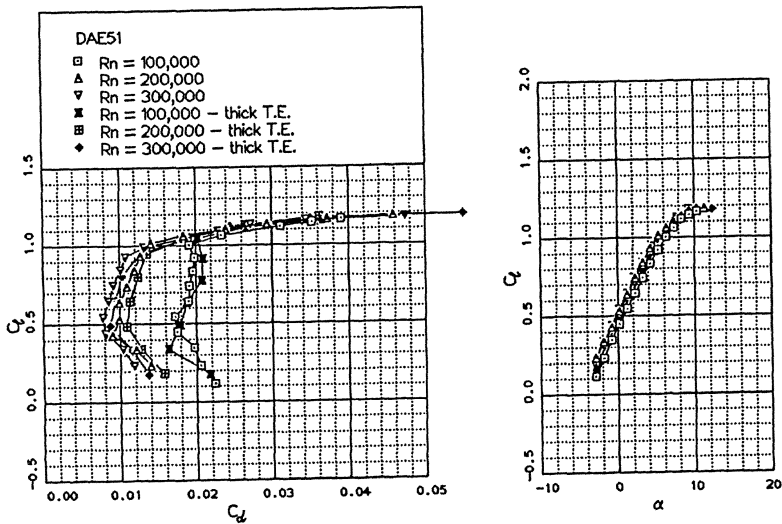 DAE51
Rn = 100,000
Rn = 200,000
Rn = 300,000
Rn = 100,000 – thick T.E.
Rn = 200,000 – thick T.E.
Rn = 300,000 – thick T.E.
1.5
1.0
0.5
0.0
-0.5
Cℓ
0.00 0.01 0.02 0.03 0.04 0.05
C𝑑
2.0
1.5
1.0
0.5
0.0
-0.5
Cℓ
-10 0 10 20
α